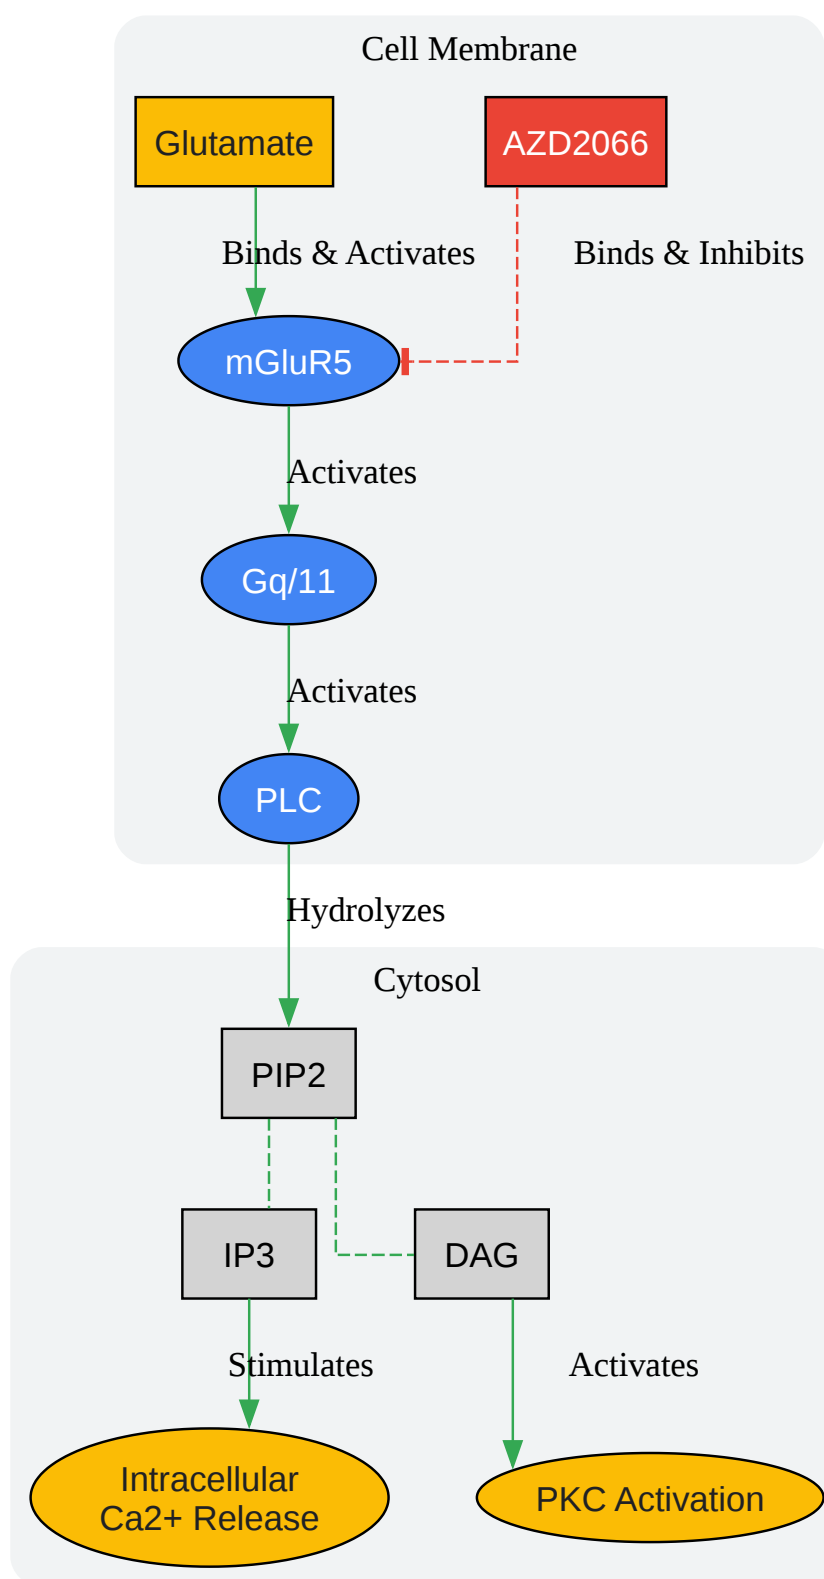 Cell Membrane
Glutamate
AZD2066
Binds & Activates
Binds & Inhibits
mGluR5
Activates
Gq/11
Activates
PLC
Hydrolyzes
Cytosol
PIP2
IP3
DAG
Stimulates
Activates
Intracellular
Ca2+ Release
PKC Activation